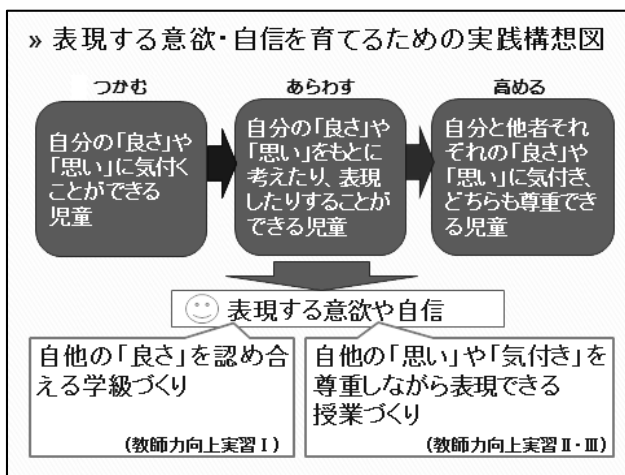 » 表現する意欲・自信を育てるための実践構想図
つかむ
自分の「良さ」や
「思い」に気付く
ことができる
児童
あらわす
自分の「良さ」や
「思い」をもとに
考えたり、表現
したりすることが
できる児童
高める
自分と他者それ
ぞれの「良さ」や
「思い」に気付き、
どちらも尊重でき
る児童
表現する意欲や自信
自他の「良さ」を認め合
える学級づくり
(教師力向上実習Ⅰ)
自他の「思い」や「気付き」を
尊重しながら表現できる
授業づくり
(教師力向上実習Ⅱ・Ⅲ)